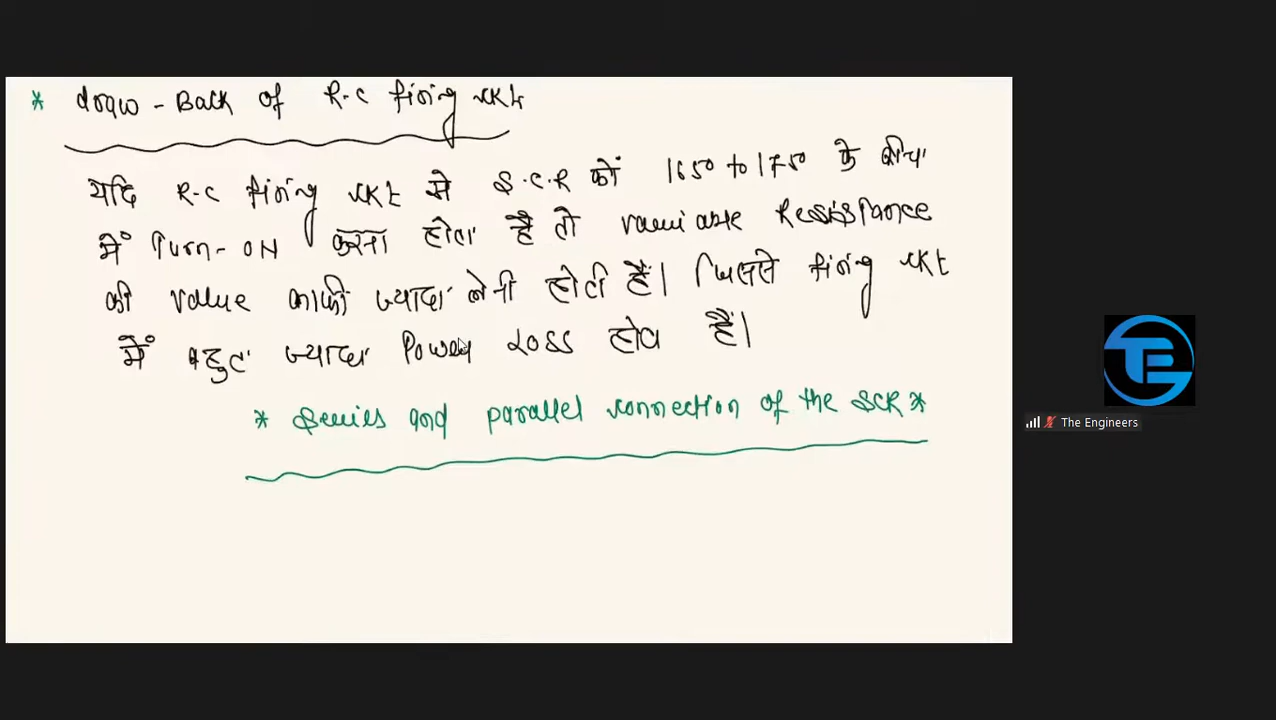 * draw-Back of R-C firing ckt
यदि R-C firing ckt से S.C.R को 165° to 175° के बीच
में Turn-ON करना होता है तो variable Resistance
की value काफी ज्यादा लेनी होती है। जिससे firing ckt
में बहुत ज्यादा Power Loss होता है।
* Series and parallel connection of the SCR *
The Engineers